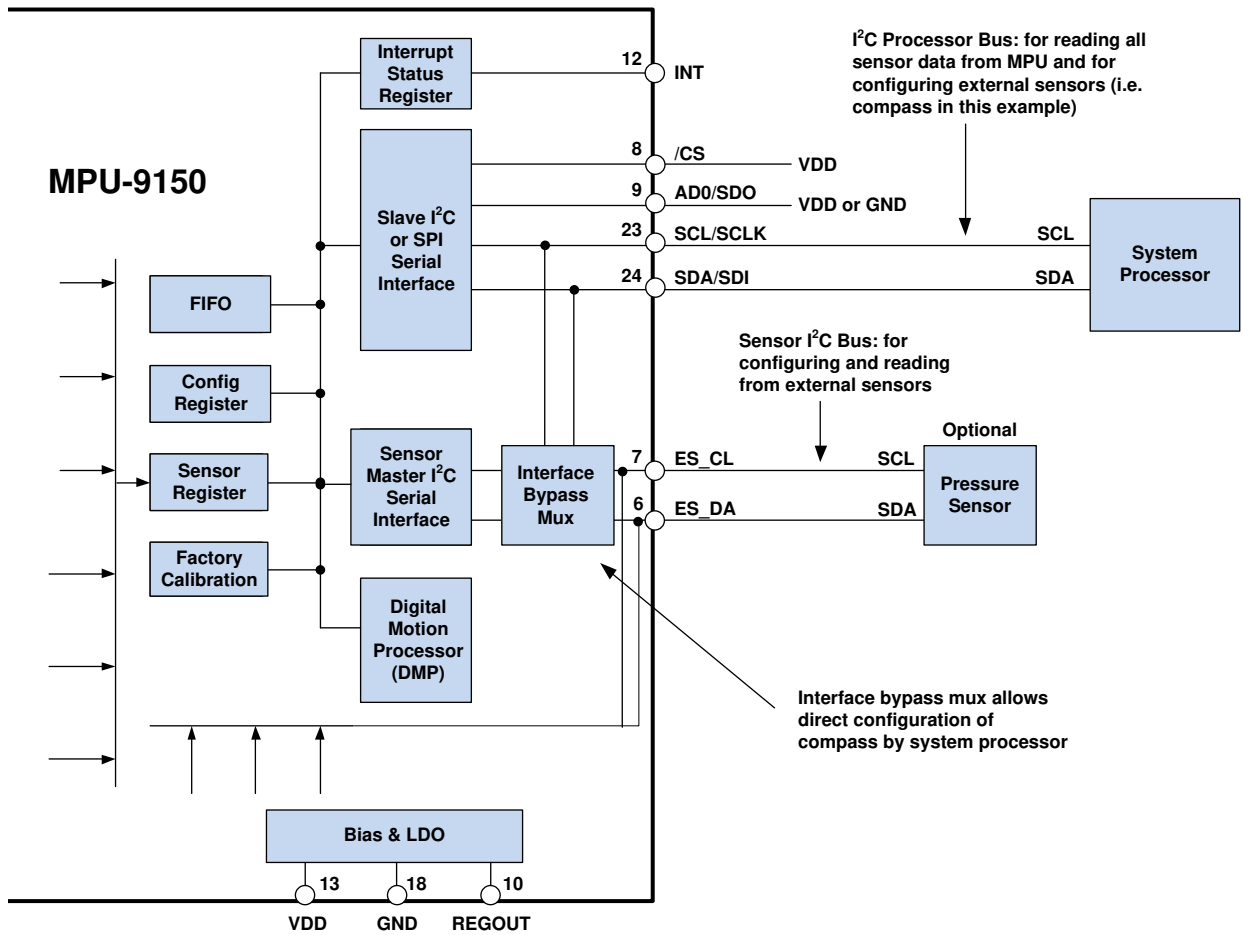 MPU-9150
Interrupt
Status
Register
12
INT
I²C Processor Bus: for reading all
sensor data from MPU and for
configuring external sensors (i.e.
compass in this example)
Slave I²C
or SPI
Serial
Interface
8
/CS
VDD
9
AD0/SDO
VDD or GND
23
SCL/SCLK
SCL
24
SDA/SDI
SDA
System
Processor
FIFO
Config
Register
Sensor
Register
Factory
Calibration
Sensor
Master I²C
Serial
Interface
Interface
Bypass
Mux
Sensor I²C Bus: for
configuring and reading
from external sensors
7
ES_CL
SCL
6
ES_DA
SDA
Optional
Pressure
Sensor
Digital
Motion
Processor
(DMP)
Interface bypass mux allows
direct configuration of
compass by system processor
Bias & LDO
13
18
10
VDD
GND
REGOUT